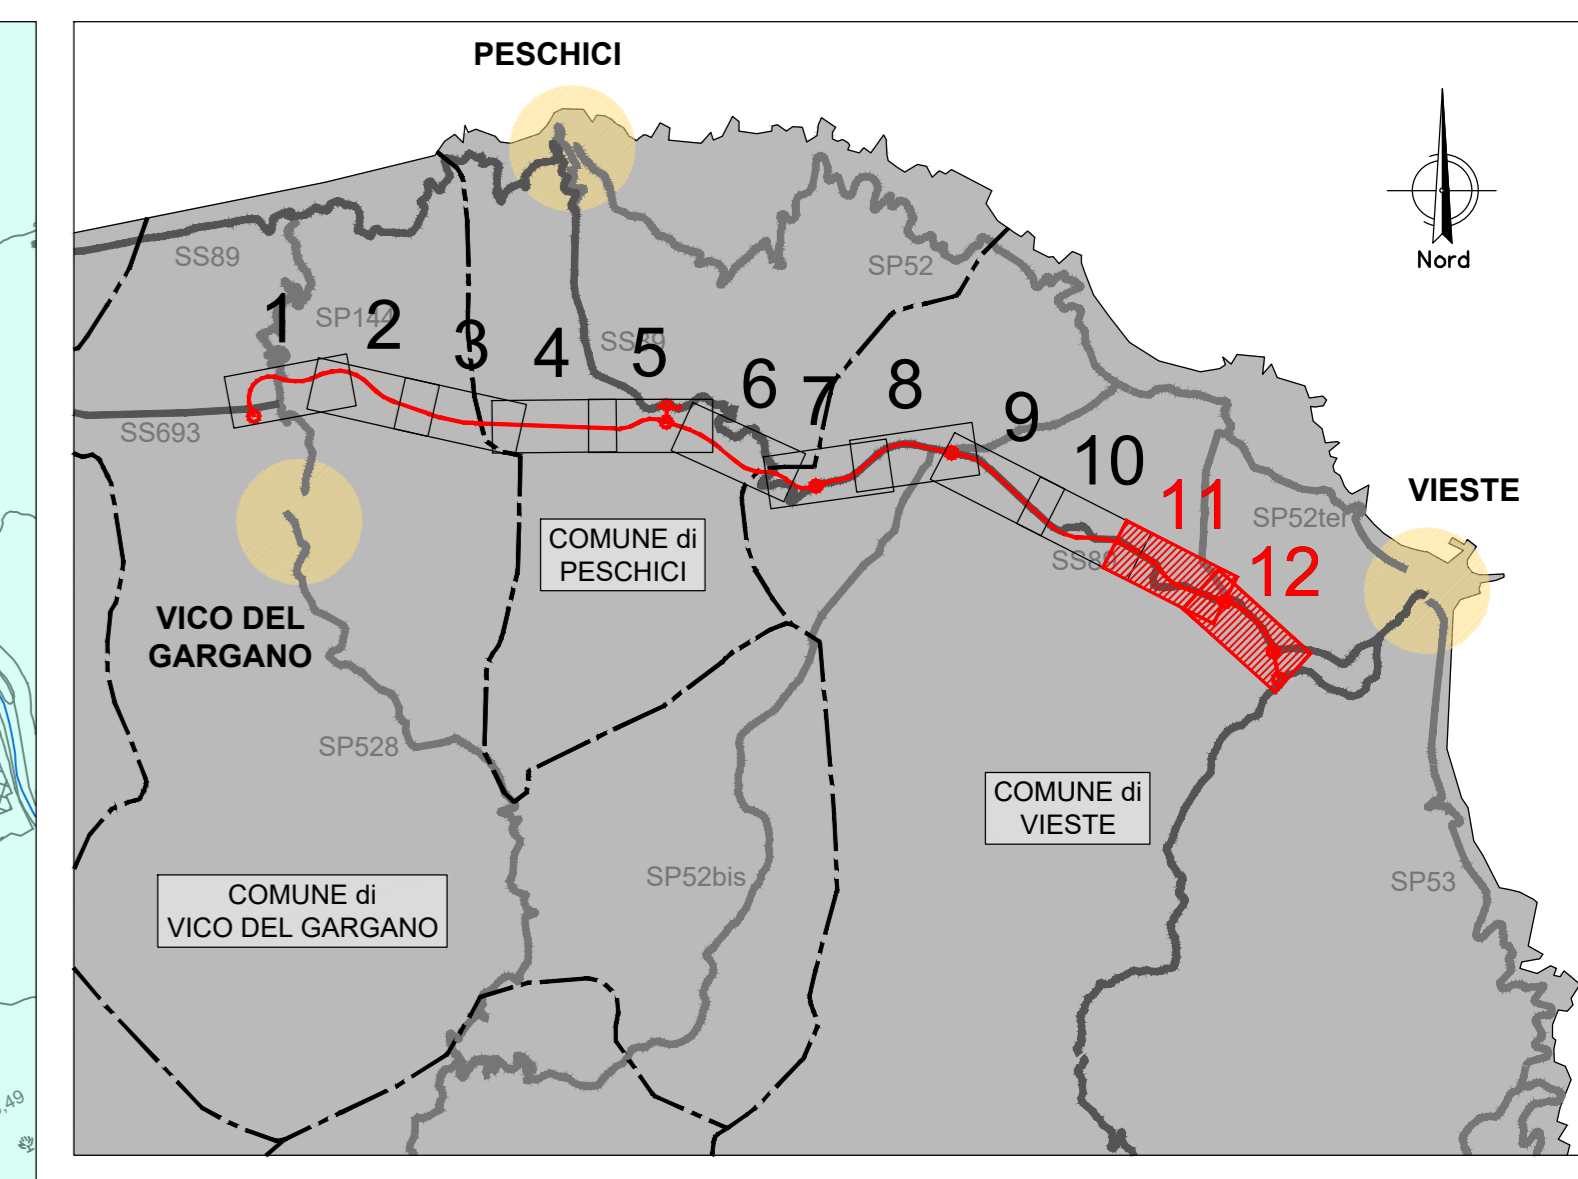 PESCHICI
Nord
SS89
SP52
1
SP144
2
3
4
SS89
5
6
7
8
9
10
11
12
SS693
SS89
SP52ter
VIESTE
COMUNE di
PESCHICI
VICO DEL
GARGANO
SP528
COMUNE di
VIESTE
SP52bis
SP53
COMUNE di
VICO DEL GARGANO
,49